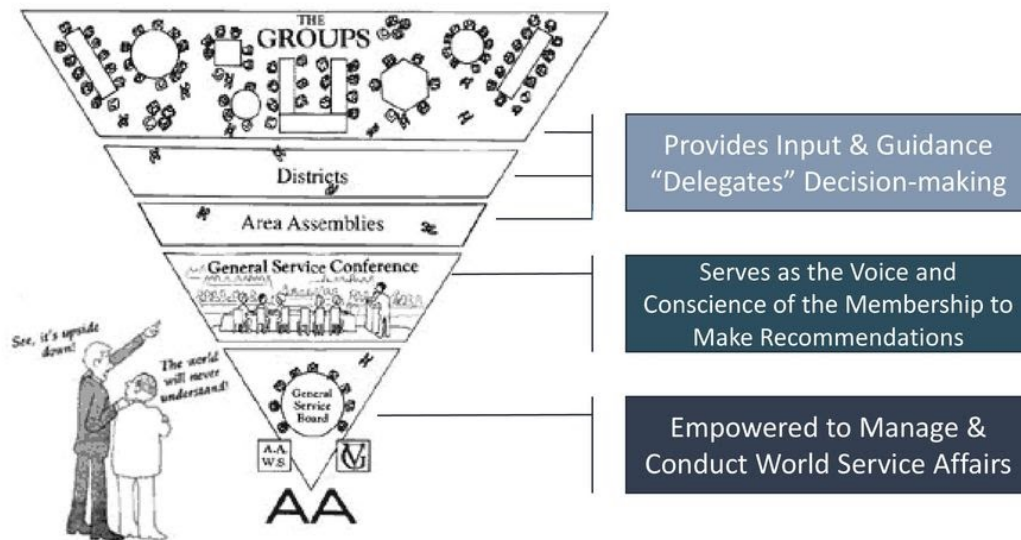 THE
GROUPS
Districts
Area Assemblies
General Service Conference
General
Service
Board
A.A.
W.S.
GV
AA
See, it's upside
down!
The world
will never
understand!
Provides Input & Guidance
“Delegates” Decision-making
Serves as the Voice and
Conscience of the Membership to
Make Recommendations
Empowered to Manage &
Conduct World Service Affairs